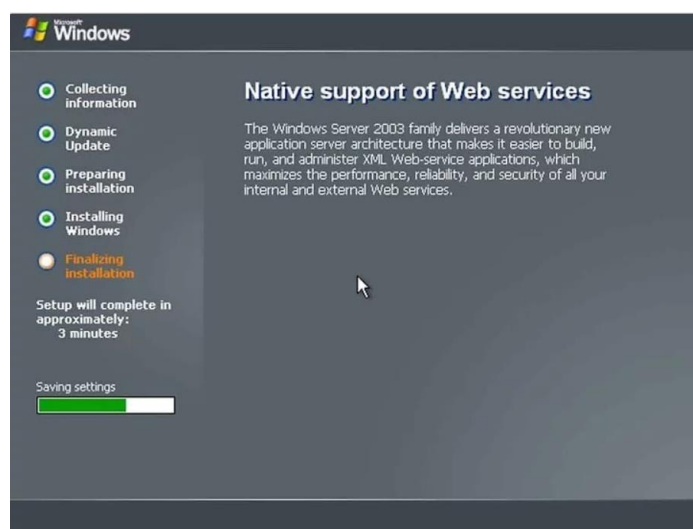 Microsoft
Windows
Collecting
information
Dynamic
Update
Preparing
installation
Installing
Windows
Finalizing
installation
Setup will complete in
approximately:
3 minutes
Saving settings
Native support of Web services
The Windows Server 2003 family delivers a revolutionary new
application server architecture that makes it easier to build,
run, and administer XML Web-service applications, which
maximizes the performance, reliability, and security of all your
internal and external Web services.